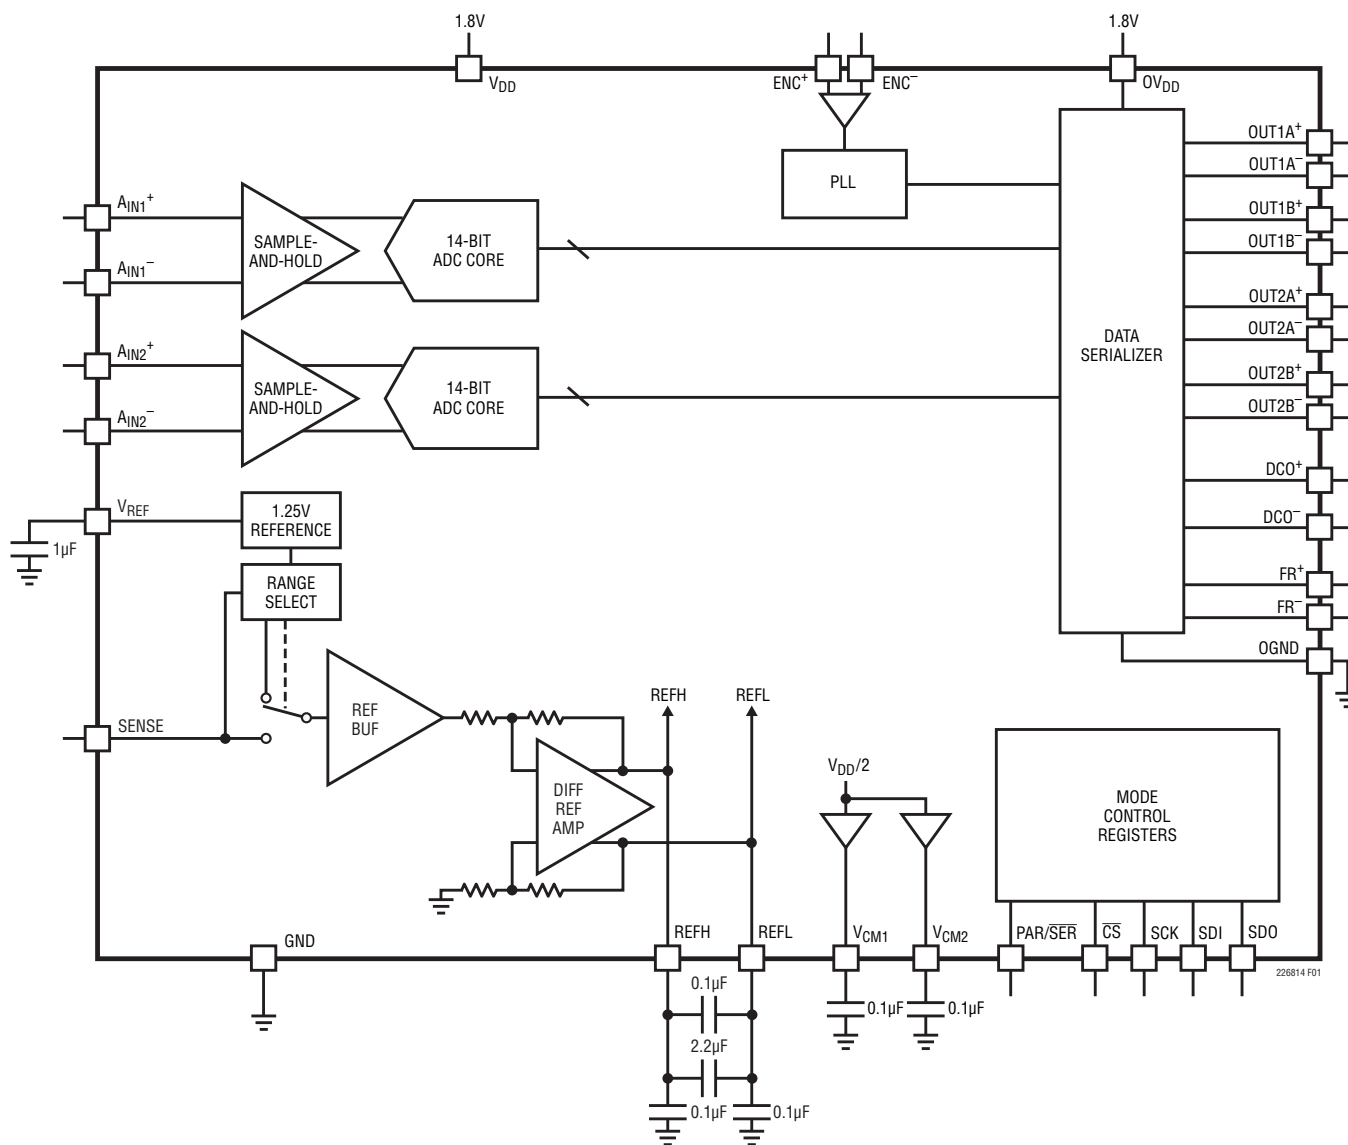 1.8V
1.8V
VDD
ENC+
ENC−
OVDD
OUT1A+
OUT1A−
PLL
AIN1+
OUT1B+
SAMPLE-
AND-HOLD
14-BIT
ADC CORE
OUT1B−
AIN1−
OUT2A+
OUT2A−
DATA
SERIALIZER
AIN2+
OUT2B+
SAMPLE-
AND-HOLD
14-BIT
ADC CORE
OUT2B−
AIN2−
DCO+
VREF
1.25V
REFERENCE
DCO−
1µF
RANGE
SELECT
FR+
FR−
OGND
REFH
REFL
SENSE
REF
BUF
VDD/2
DIFF
REF
AMP
MODE
CONTROL
REGISTERS
GND
REFH
REFL
VCM1
VCM2
PAR/S̅E̅R̅
C̅S̅
SCK
SDI
SDO
226814 F01
0.1µF
0.1µF
0.1µF
2.2µF
0.1µF
0.1µF